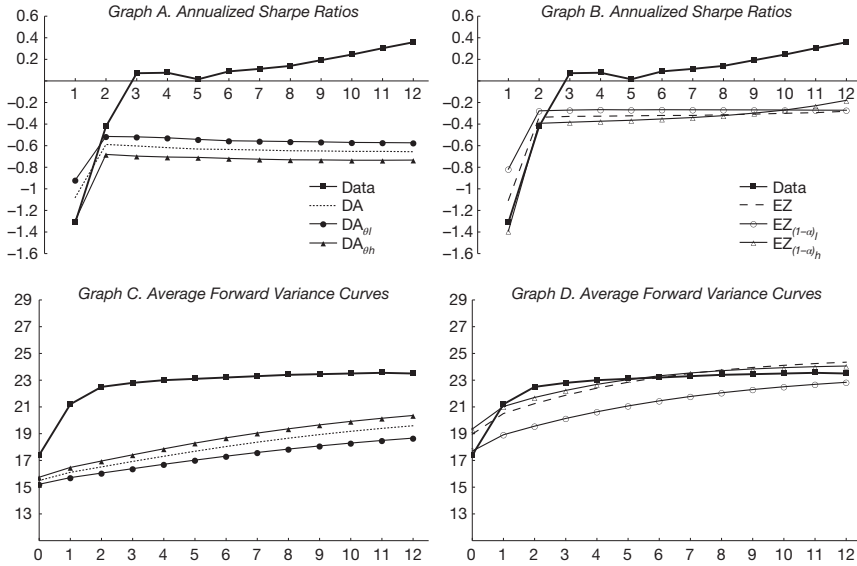 Graph A. Annualized Sharpe Ratios
0.6
0.4
0.2
−0.2
−0.4
−0.6
−0.8
−1
−1.2
−1.4
−1.6
1 2 3 4 5 6 7 8 9 10 11 12
Data
DA
DAθl
DAθh
Graph B. Annualized Sharpe Ratios
0.6
0.4
0.2
−0.2
−0.4
−0.6
−0.8
−1
−1.2
−1.4
−1.6
1 2 3 4 5 6 7 8 9 10 11 12
Data
EZ
EZ(1−α)l
EZ(1−α)h
Graph C. Average Forward Variance Curves
29
27
25
23
21
19
17
15
13
11
0 1 2 3 4 5 6 7 8 9 10 11 12
Graph D. Average Forward Variance Curves
29
27
25
23
21
19
17
15
13
11
0 1 2 3 4 5 6 7 8 9 10 11 12